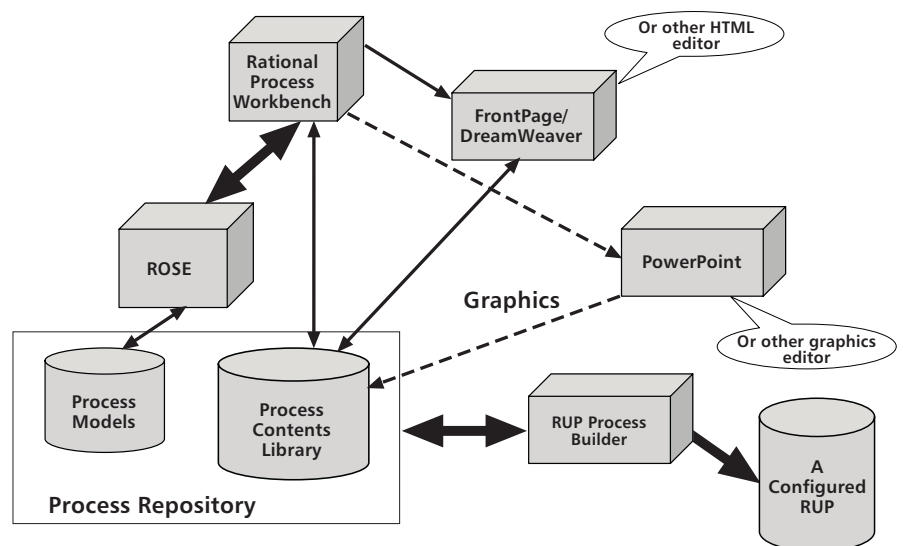 Rational
Process
Workbench
Or other HTML
editor
FrontPage/
DreamWeaver
ROSE
PowerPoint
Graphics
Or other graphics
editor
Process
Models
Process
Contents
Library
RUP Process
Builder
A
Configured
RUP
Process Repository